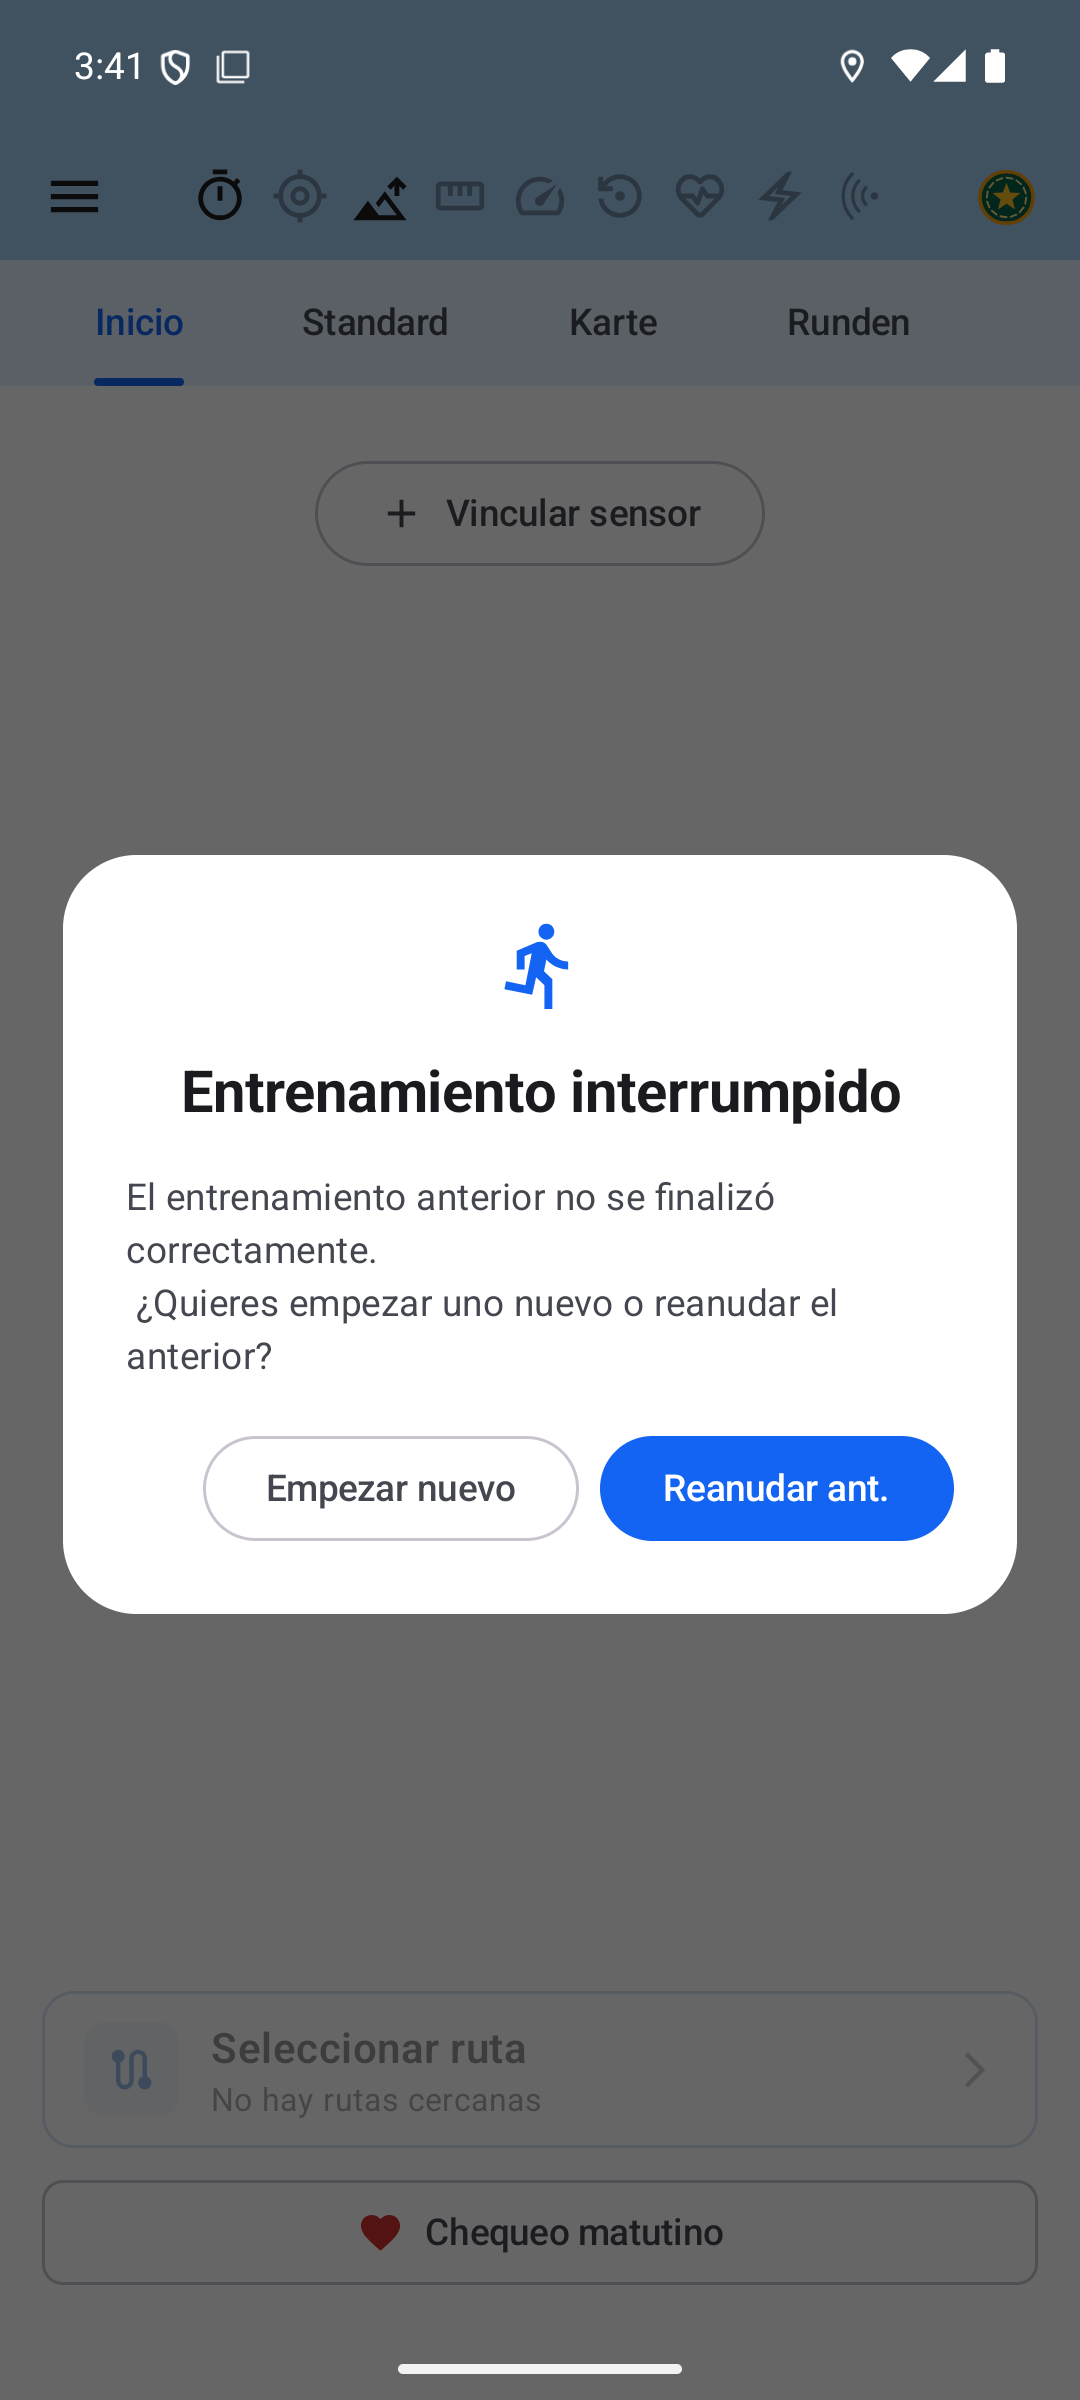 3:41
Inicio Standard Karte Runden
+ Vincular sensor
Entrenamiento interrumpido
El entrenamiento anterior no se finalizó
correctamente.
¿Quieres empezar uno nuevo o reanudar el
anterior?
Empezar nuevo Reanudar ant.
Seleccionar ruta
No hay rutas cercanas
Chequeo matutino